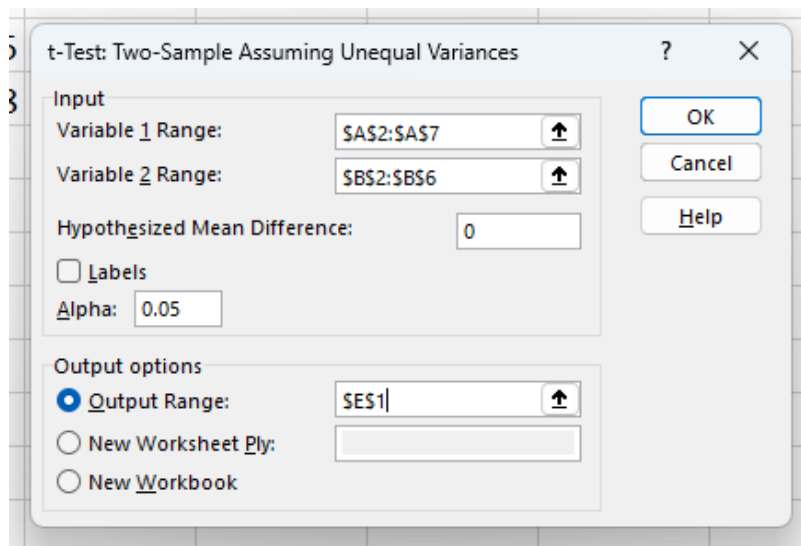 t-Test: Two-Sample Assuming Unequal Variances ?
Input
Variable 1 Range: $A$2:$A$7
Variable 2 Range: $B$2:$B$6
Hypothesized Mean Difference: 0
Labels
Alpha: 0.05
OK
Cancel
Help
Output options
Output Range: $E$1
New Worksheet Ply:
New Workbook